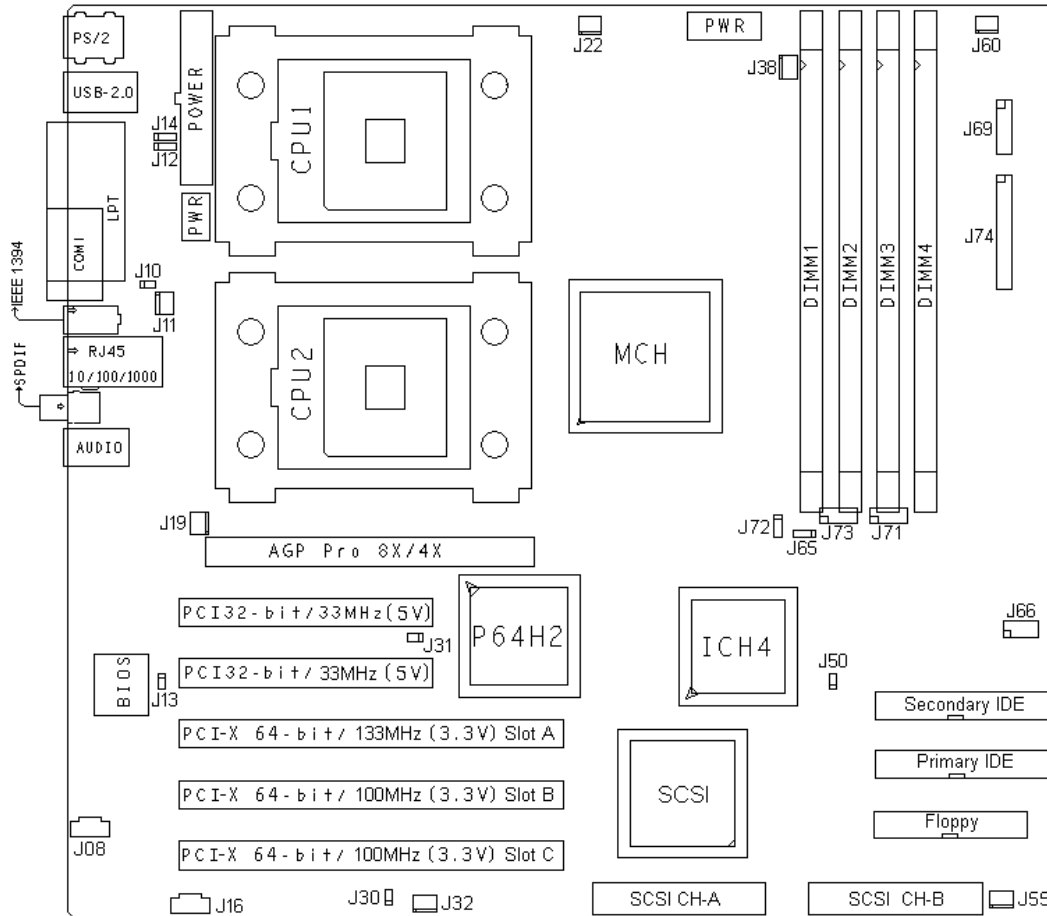 PS/2
USB-2.0
LPT
COM1
IEEE 1394
SPDIF
RJ45
10/100/1000
AUDIO
J14
J12
POWER
PWR
J10
J11
CPU1
CPU2
J22
PWR
J38
J60
J69
J74
DIMM1
DIMM2
DIMM3
DIMM4
MCH
J19
AGP Pro 8X/4X
J72
J65
J73
J71
J66
PCI32-bit/33MHz(5V)
J31
PCI32-bit/33MHz (5V)
P64H2
ICH4
J50
BIOS
J13
PCI-X 64-bit/ 133MHz (3.3V) Slot A
PCI-X 64-bit/ 100MHz (3.3V) Slot B
PCI-X 64-bit/ 100MHz (3.3V) Slot C
SCSI
Secondary IDE
Primary IDE
Floppy
J08
J16
J30
J32
SCSI CH-A
SCSI CH-B
J55